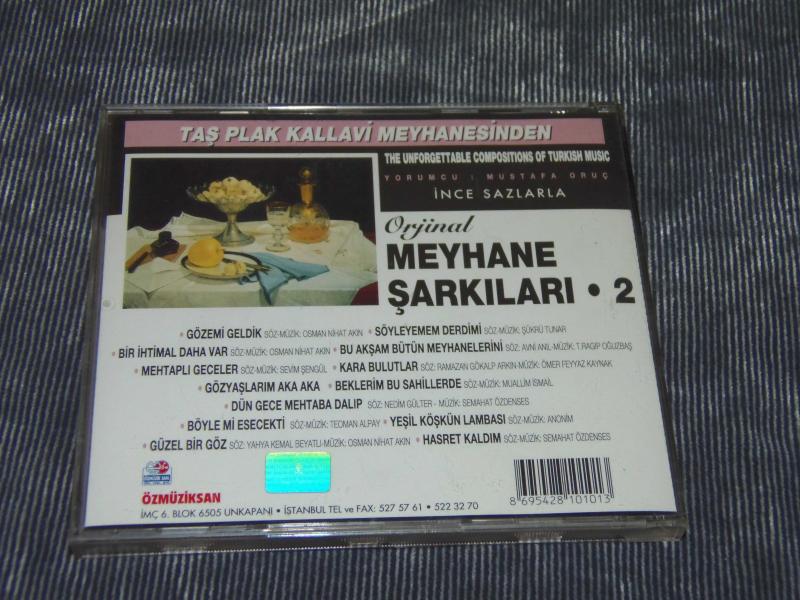 TAŞ PLAK KALLAVİ MEYHANESİNDEN
THE UNFORGETTABLE COMPOSITIONS OF TURKISH MUSIC
YORUMCU : MUSTAFA ORUÇ
İNCE SAZLARLA
Orjinal
MEYHANE
ŞARKILARI • 2
• GÖZEMİ GELDİK SÖZ-MÜZİK: OSMAN NİHAT AKIN • SÖYLEYEMEM DERDİMİ SÖZ-MÜZİK: ŞÜKRÜ TUNAR
• BİR İHTİMAL DAHA VAR SÖZ-MÜZİK: OSMAN NİHAT AKIN • BU AKŞAM BÜTÜN MEYHANELERİNİ SÖZ: AVNİ ANIL-MÜZİK: T.RAGIP OĞUZBAŞ
• MEHTAPLI GECELER SÖZ-MÜZİK: SEVİM ŞENGÜL • KARA BULUTLAR SÖZ: RAMAZAN GÖKALP ARKIN-MÜZİK: ÖMER FEYYAZ KAYNAK
• GÖZYAŞLARIM AKA AKA • BEKLERİM BU SAHİLLERDE SÖZ-MÜZİK: MUALLİM İSMAİL
• DÜN GECE MEHTABA DALIP SÖZ: NEDİM GÜLTER - MÜZİK: SEMAHAT ÖZDENSES
• BÖYLE Mİ ESECEKTİ SÖZ-MÜZİK: TEOMAN ALPAY • YEŞİL KÖŞKÜN LAMBASI SÖZ-MÜZİK: ANONİM
• GÜZEL BİR GÖZ SÖZ: YAHYA KEMAL BEYATLI-MÜZİK: OSMAN NİHAT AKIN • HASRET KALDIM SÖZ-MÜZİK: SEMAHAT ÖZDENSES
ÖZMÜZİKSAN
İMÇ 6. BLOK 6505 UNKAPANI • İSTANBUL TEL ve FAX: 527 57 61 • 522 32 70
8 695428 101013